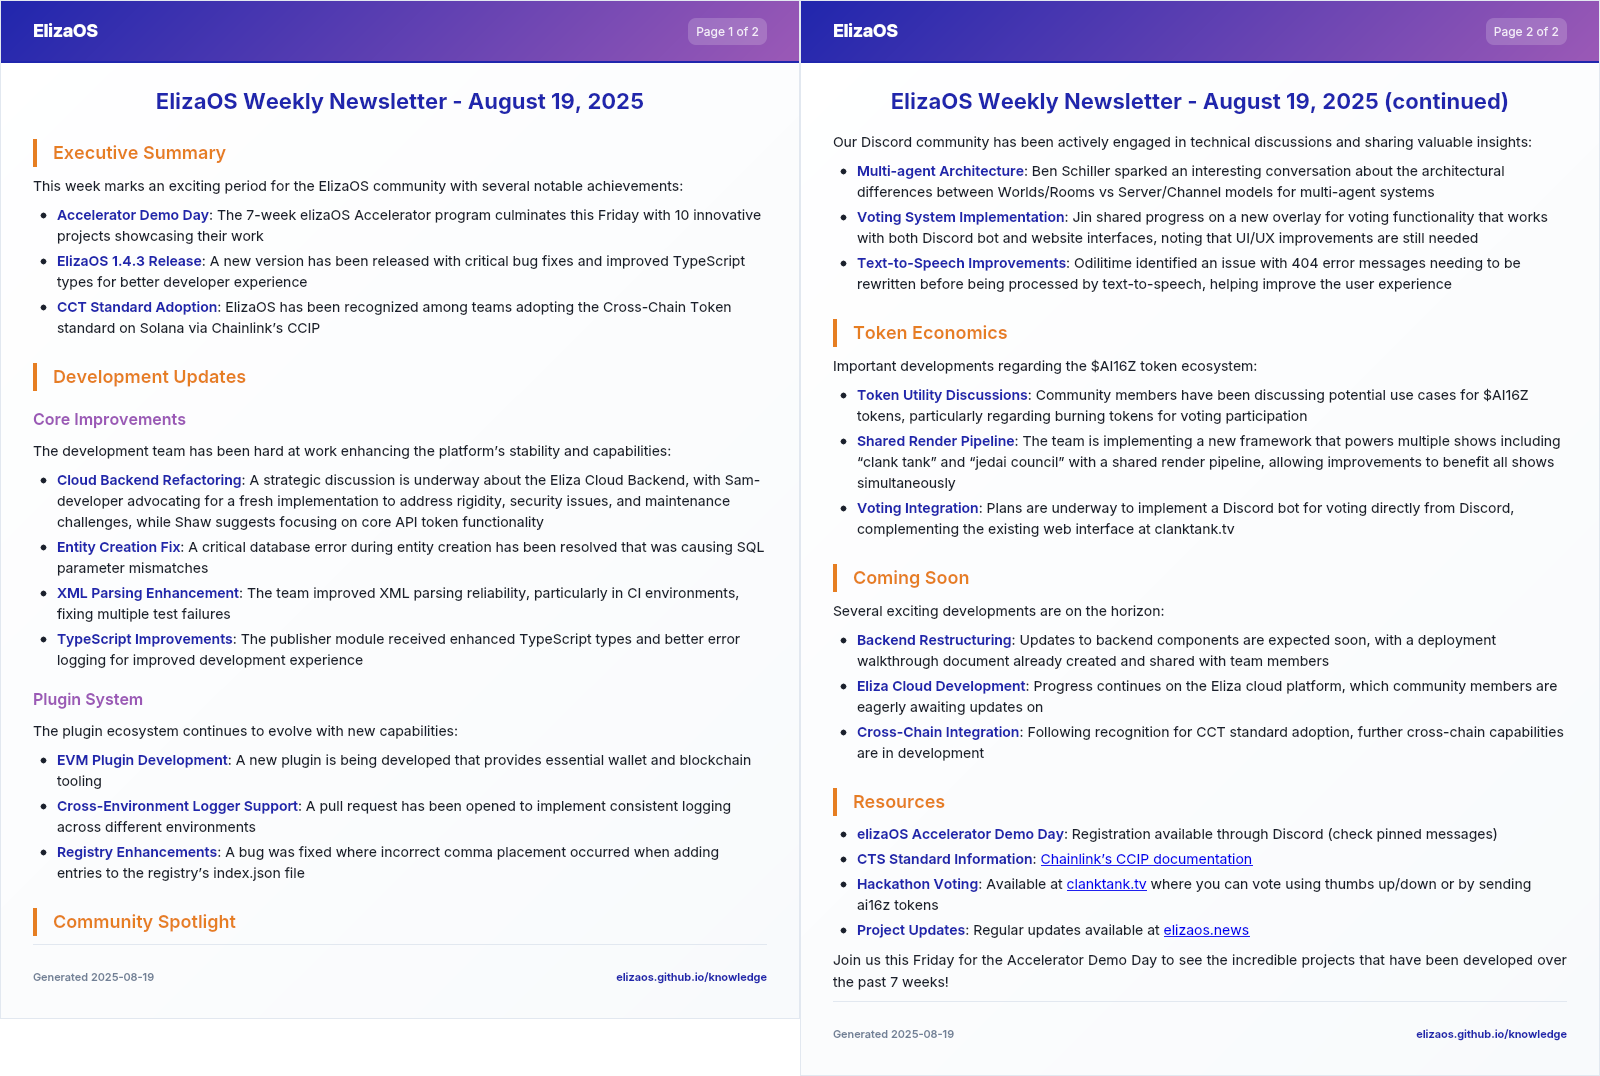 ElizaOS
Page 1 of 2
ElizaOS Weekly Newsletter - August 19, 2025
Executive Summary
This week marks an exciting period for the ElizaOS community with several notable achievements:
• Accelerator Demo Day: The 7-week elizaOS Accelerator program culminates this Friday with 10 innovative
projects showcasing their work
• ElizaOS 1.4.3 Release: A new version has been released with critical bug fixes and improved TypeScript
types for better developer experience
• CCT Standard Adoption: ElizaOS has been recognized among teams adopting the Cross-Chain Token
standard on Solana via Chainlink’s CCIP
Development Updates
Core Improvements
The development team has been hard at work enhancing the platform’s stability and capabilities:
• Cloud Backend Refactoring: A strategic discussion is underway about the Eliza Cloud Backend, with Sam-
developer advocating for a fresh implementation to address rigidity, security issues, and maintenance
challenges, while Shaw suggests focusing on core API token functionality
• Entity Creation Fix: A critical database error during entity creation has been resolved that was causing SQL
parameter mismatches
• XML Parsing Enhancement: The team improved XML parsing reliability, particularly in CI environments,
fixing multiple test failures
• TypeScript Improvements: The publisher module received enhanced TypeScript types and better error
logging for improved development experience
Plugin System
The plugin ecosystem continues to evolve with new capabilities:
• EVM Plugin Development: A new plugin is being developed that provides essential wallet and blockchain
tooling
• Cross-Environment Logger Support: A pull request has been opened to implement consistent logging
across different environments
• Registry Enhancements: A bug was fixed where incorrect comma placement occurred when adding
entries to the registry’s index.json file
Community Spotlight
Generated 2025-08-19
elizaos.github.io/knowledge
ElizaOS
Page 2 of 2
ElizaOS Weekly Newsletter - August 19, 2025 (continued)
Our Discord community has been actively engaged in technical discussions and sharing valuable insights:
• Multi-agent Architecture: Ben Schiller sparked an interesting conversation about the architectural
differences between Worlds/Rooms vs Server/Channel models for multi-agent systems
• Voting System Implementation: Jin shared progress on a new overlay for voting functionality that works
with both Discord bot and website interfaces, noting that UI/UX improvements are still needed
• Text-to-Speech Improvements: Odilitime identified an issue with 404 error messages needing to be
rewritten before being processed by text-to-speech, helping improve the user experience
Token Economics
Important developments regarding the $AI16Z token ecosystem:
• Token Utility Discussions: Community members have been discussing potential use cases for $AI16Z
tokens, particularly regarding burning tokens for voting participation
• Shared Render Pipeline: The team is implementing a new framework that powers multiple shows including
“clank tank” and “jedai council” with a shared render pipeline, allowing improvements to benefit all shows
simultaneously
• Voting Integration: Plans are underway to implement a Discord bot for voting directly from Discord,
complementing the existing web interface at clanktank.tv
Coming Soon
Several exciting developments are on the horizon:
• Backend Restructuring: Updates to backend components are expected soon, with a deployment
walkthrough document already created and shared with team members
• Eliza Cloud Development: Progress continues on the Eliza cloud platform, which community members are
eagerly awaiting updates on
• Cross-Chain Integration: Following recognition for CCT standard adoption, further cross-chain capabilities
are in development
Resources
• elizaOS Accelerator Demo Day: Registration available through Discord (check pinned messages)
• CTS Standard Information: Chainlink’s CCIP documentation
• Hackathon Voting: Available at clanktank.tv where you can vote using thumbs up/down or by sending
ai16z tokens
• Project Updates: Regular updates available at elizaos.news
Join us this Friday for the Accelerator Demo Day to see the incredible projects that have been developed over
the past 7 weeks!
Generated 2025-08-19
elizaos.github.io/knowledge